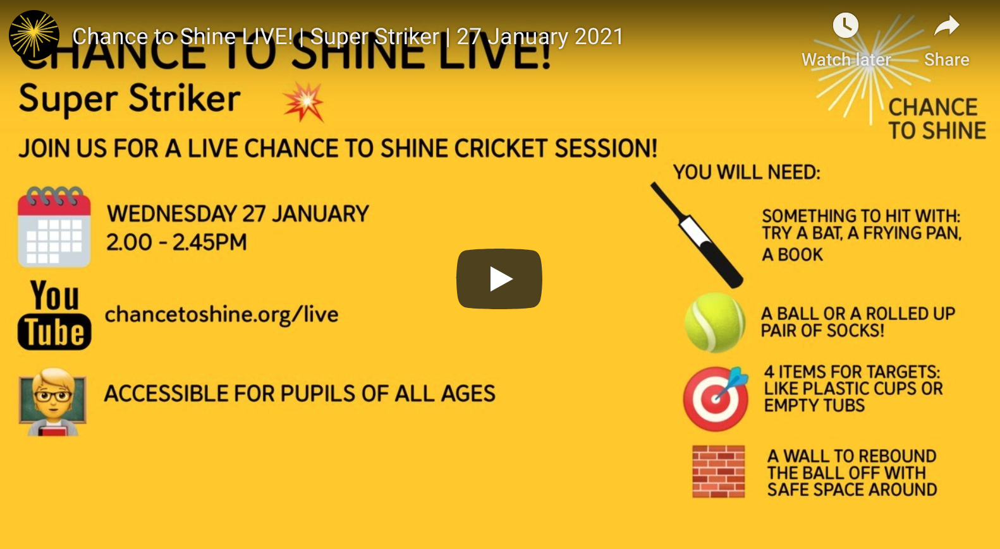 Chance to Shine LIVE! | Super Striker | 27 January 2021
Watch later
Share
CHANCE TO SHINE LIVE!
Super Striker
CHANCE
TO SHINE
JOIN US FOR A LIVE CHANCE TO SHINE CRICKET SESSION!
WEDNESDAY 27 JANUARY
2.00 - 2.45PM
You
Tube
chancetoshine.org/live
ACCESSIBLE FOR PUPILS OF ALL AGES
YOU WILL NEED:
SOMETHING TO HIT WITH:
TRY A BAT, A FRYING PAN,
A BOOK
A BALL OR A ROLLED UP
PAIR OF SOCKS!
4 ITEMS FOR TARGETS:
LIKE PLASTIC CUPS OR
EMPTY TUBS
A WALL TO REBOUND
THE BALL OFF WITH
SAFE SPACE AROUND